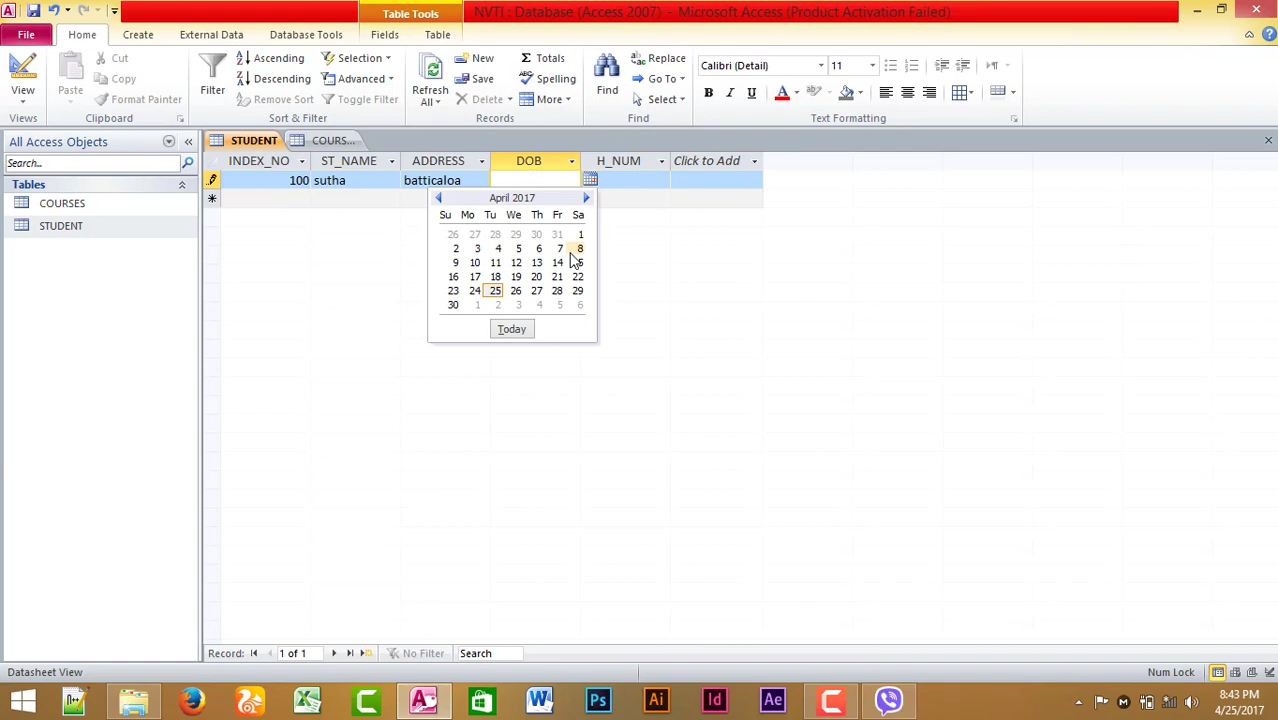 NVTI : Database (Access 2007) - Microsoft Access (Product Activation Failed)
Table Tools
File Home Create External Data Database Tools Fields Table
View
Paste
Cut
Copy
Format Painter
Clipboard
Filter
Ascending
Descending
Remove Sort
Selection
Advanced
Toggle Filter
Sort & Filter
Refresh All
New
Save
Delete
Totals
Spelling
More
Records
Find
Replace
Go To
Select
Find
Calibri (Detail) 11
B I U A
Text Formatting
All Access Objects
Search...
Tables
COURSES
STUDENT
STUDENT COURS...
INDEX_NO ST_NAME ADDRESS DOB H_NUM Click to Add
100 sutha batticaloa
April 2017
Su Mo Tu We Th Fr Sa
26 27 28 29 30 31 1
2 3 4 5 6 7 8
9 10 11 12 13 14
16 17 18 19 20 21 22
23 24 25 26 27 28 29
30 1 2 3 4 5 6
Today
Record: 1 of 1 No Filter Search
Datasheet View Num Lock
Ps Ai Id Ae
8:43 PM
4/25/2017